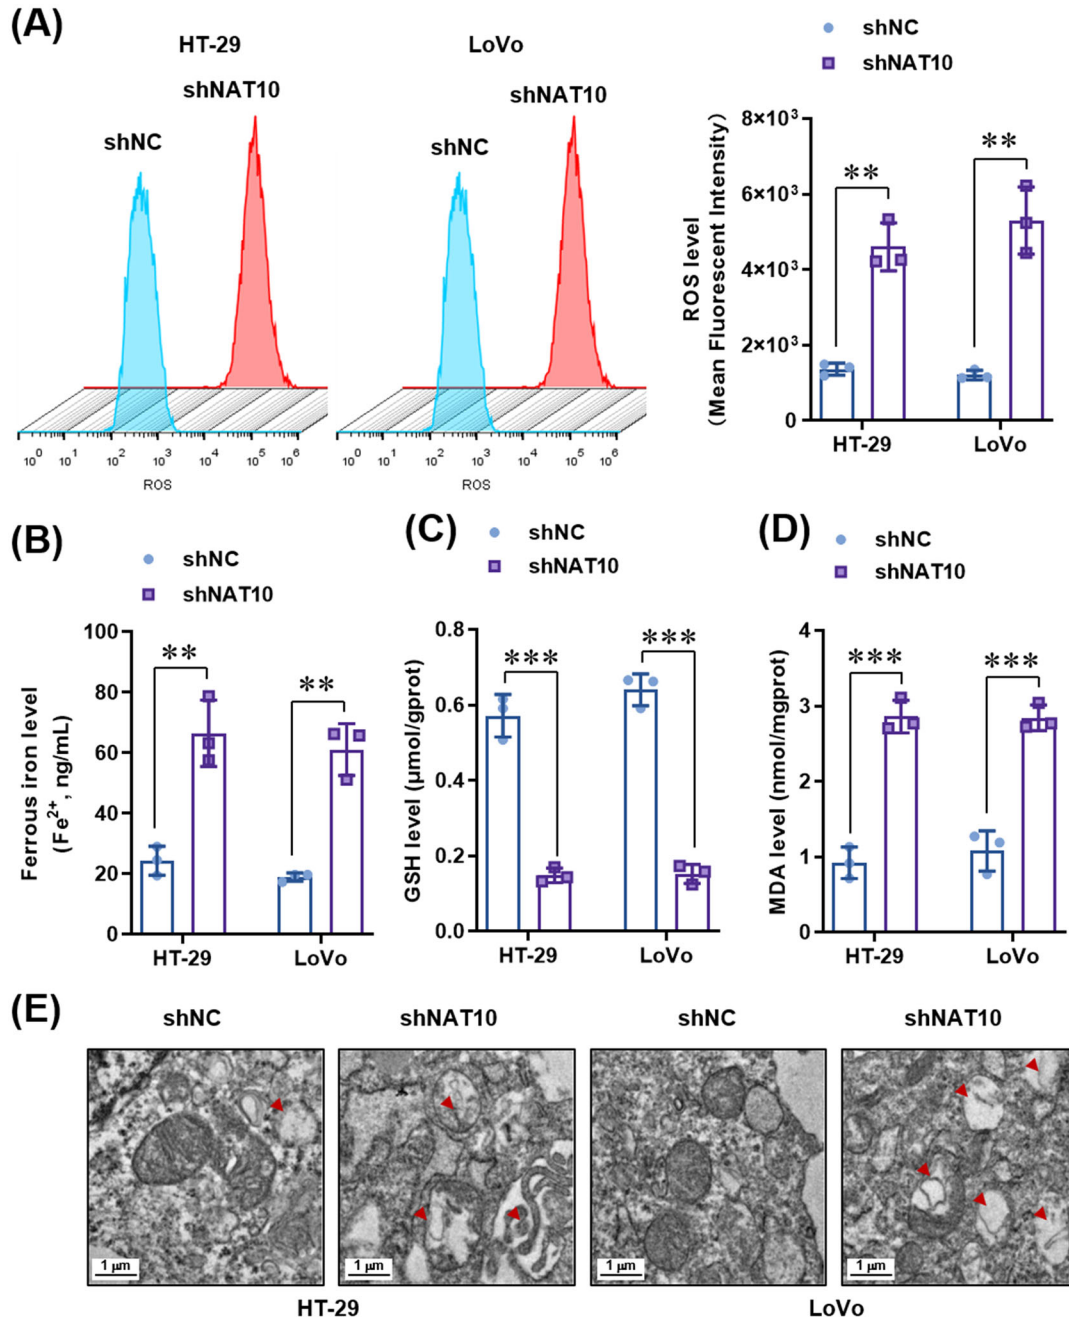 (A)
HT-29
LoVo
shNAT10
shNC
shNAT10
shNC
10⁰ 10¹ 10² 10³ 10⁴ 10⁵ 10⁶
ROS
10⁰ 10¹ 10² 10³ 10⁴ 10⁵ 10⁶
ROS
shNC
shNAT10
ROS level
(Mean Fluorescent Intensity)
8×10³
6×10³
4×10³
2×10³
0
**
**
HT-29
LoVo
(B)
shNC
shNAT10
Ferrous iron level
(Fe²⁺, ng/mL)
100
80
60
40
20
0
**
**
HT-29
LoVo
(C)
shNC
shNAT10
GSH level (μmol/gprot)
0.8
0.6
0.4
0.2
0.0
***
***
HT-29
LoVo
(D)
shNC
shNAT10
MDA level (nmol/mgprot)
4
3
2
1
0
***
***
HT-29
LoVo
(E)
shNC
shNAT10
shNC
shNAT10
1 μm
1 μm
1 μm
1 μm
HT-29
LoVo